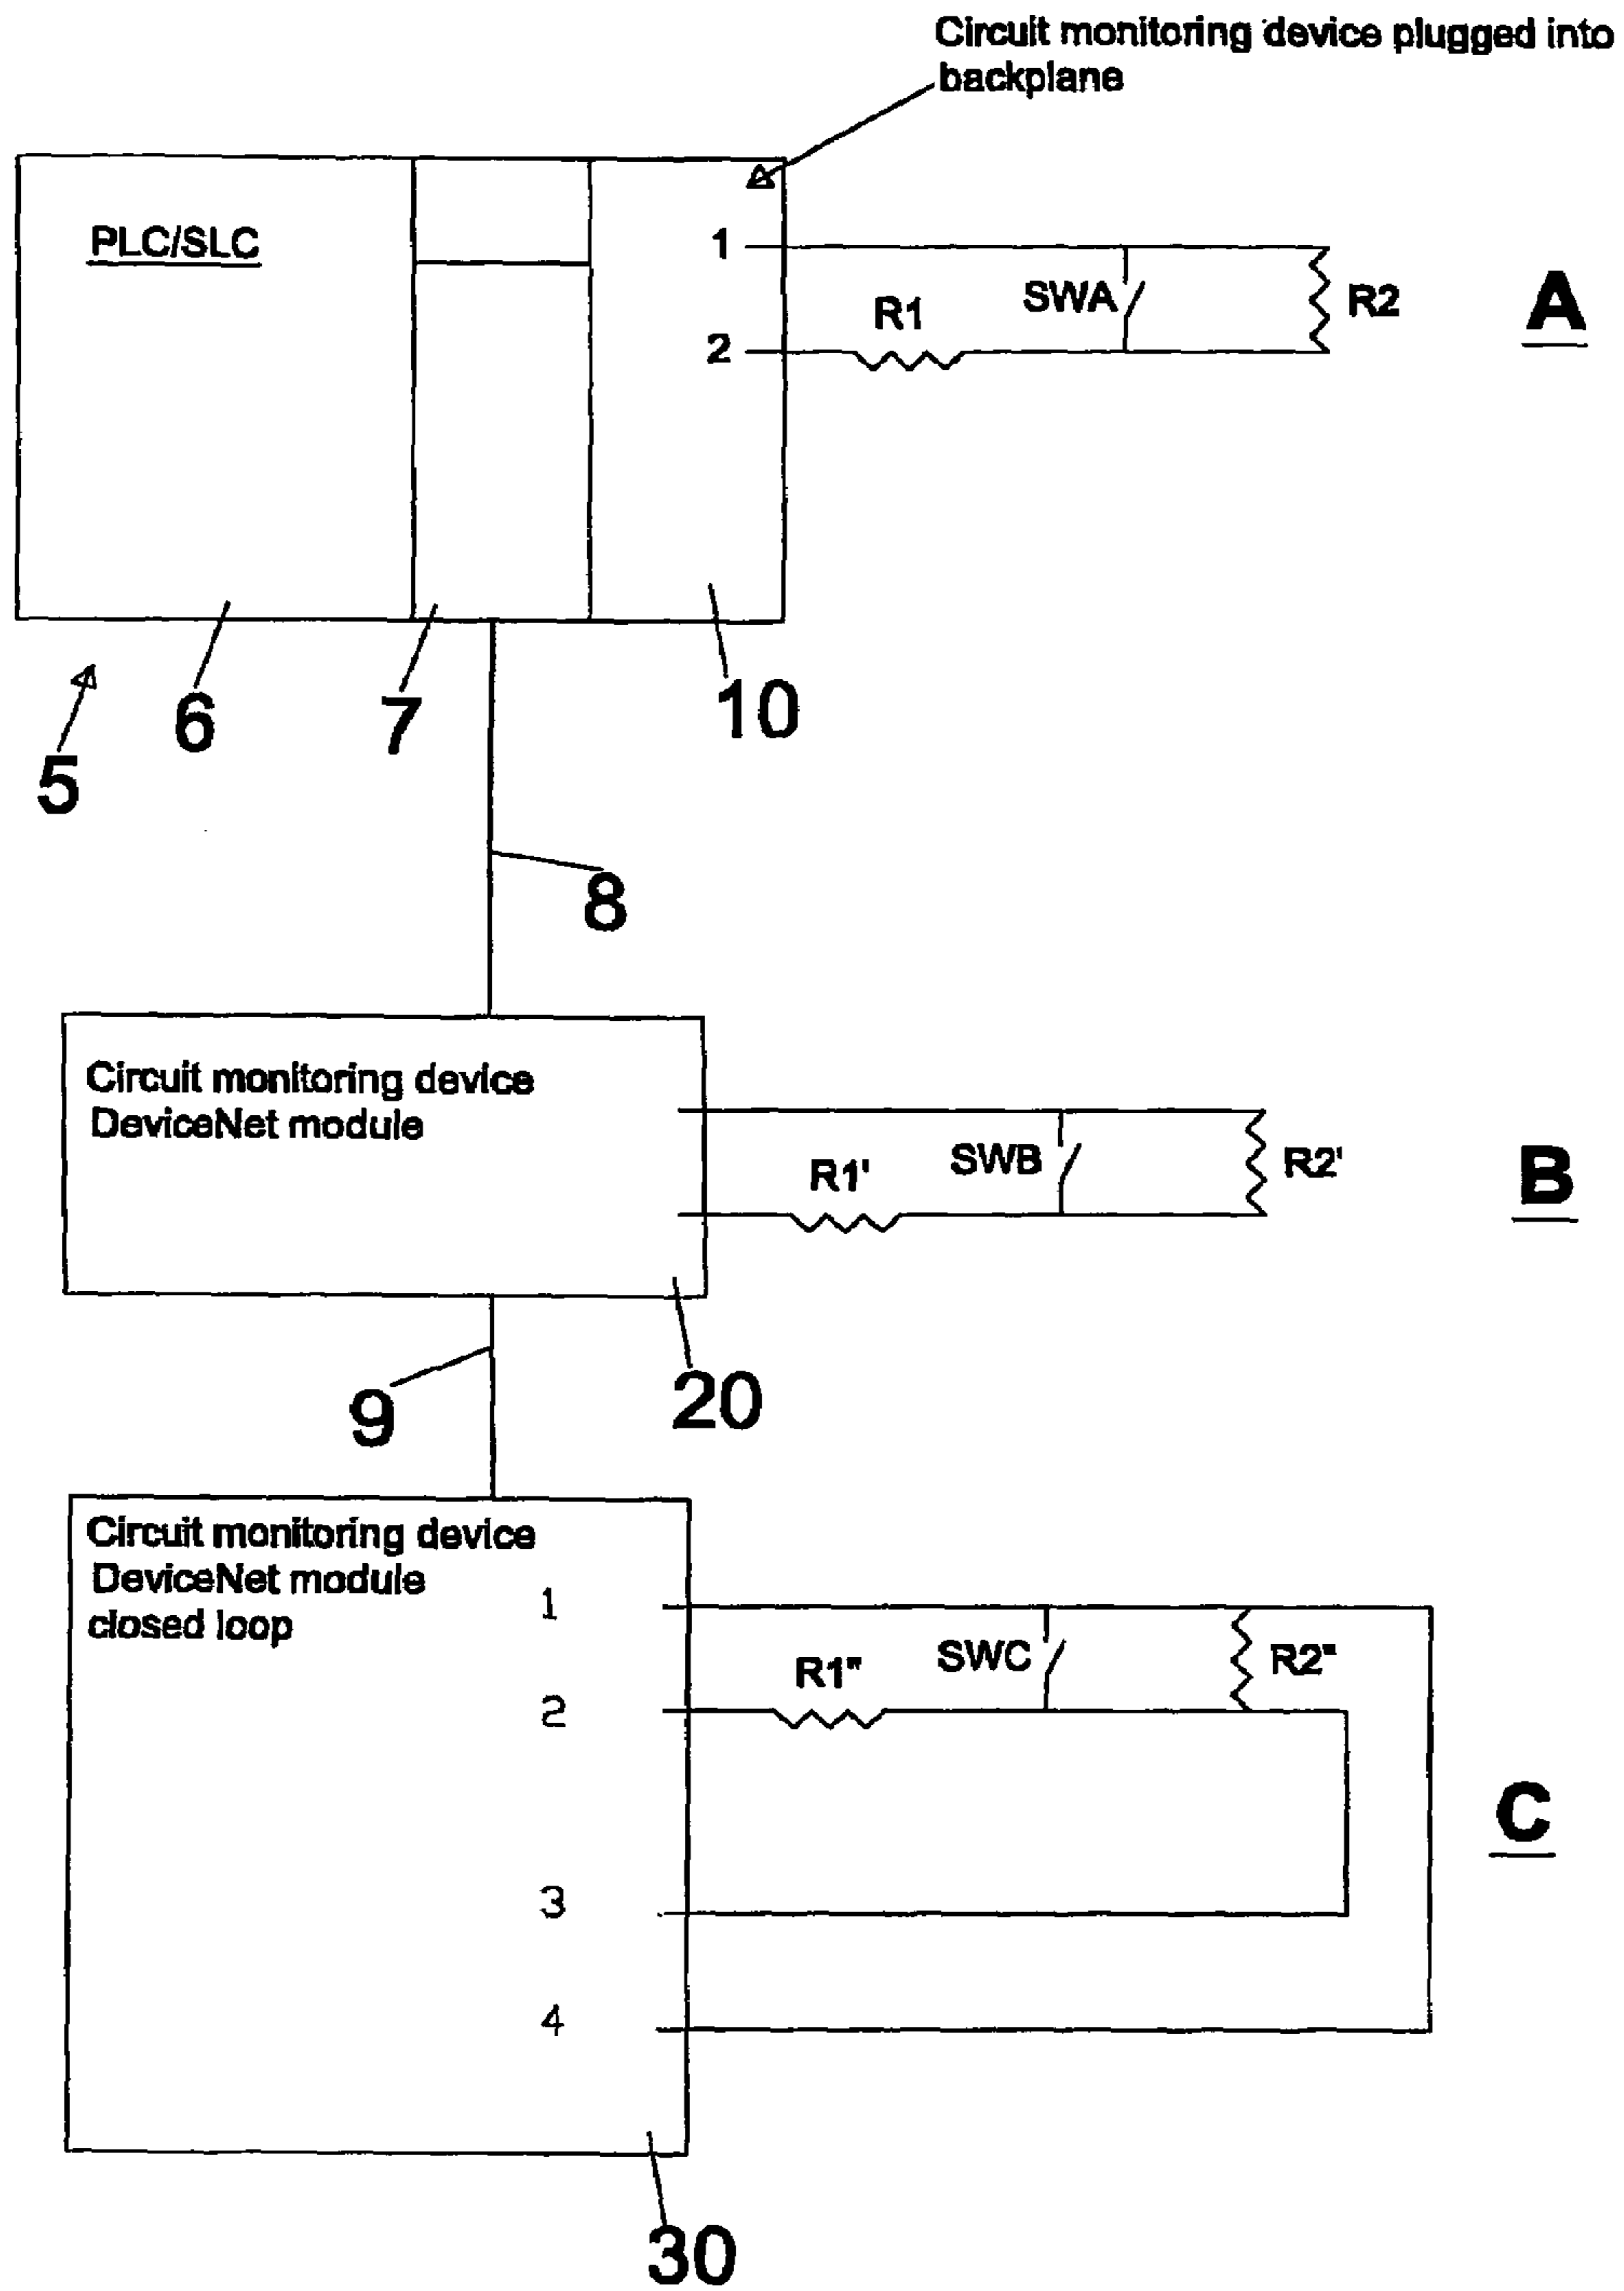 Circuit monitoring device plugged into
backplane
PLC/SLC
1
SWA
R2
A
R1
2
10
6
7
5
8
Circuit monitoring device
DeviceNet module
SWB
R2'
B
R1'
20
9
Circuit monitoring device
DeviceNet module
closed loop
1
SWC
R2"
R1"
2
C
3
4
30